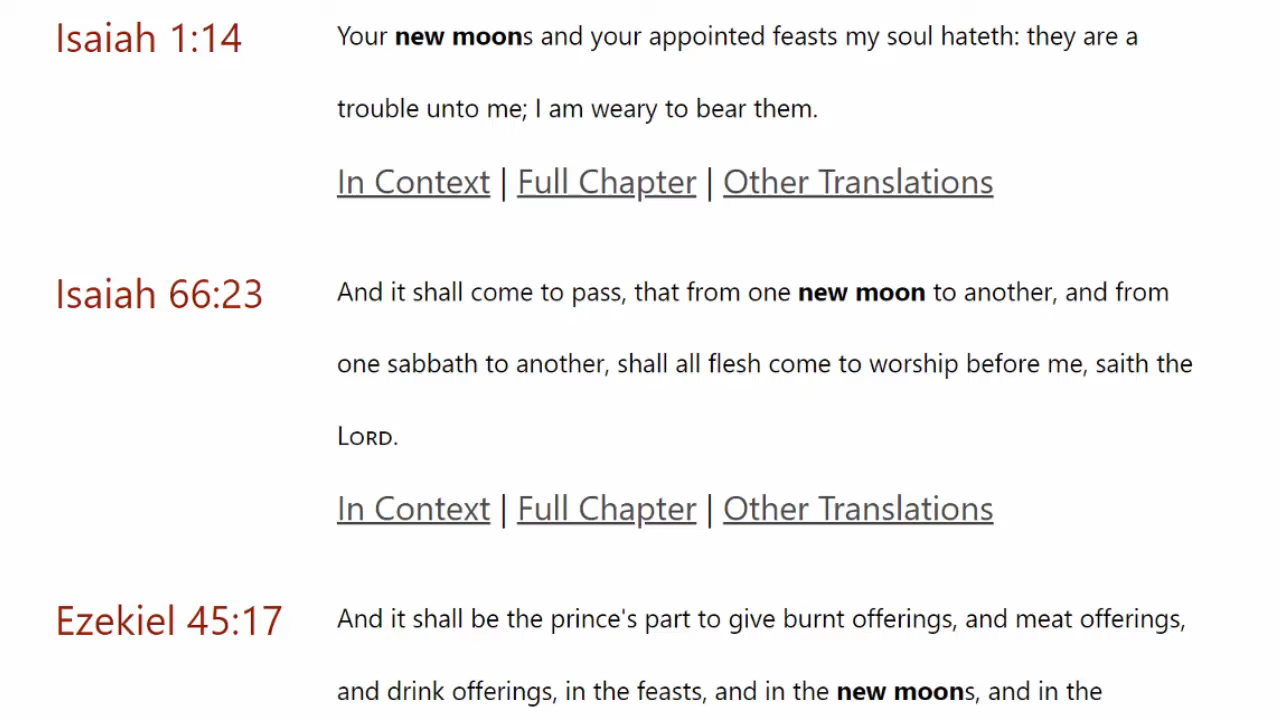 Isaiah 1:14 Your new moons and your appointed feasts my soul hateth: they are a
trouble unto me; I am weary to bear them.
In Context | Full Chapter | Other Translations
Isaiah 66:23 And it shall come to pass, that from one new moon to another, and from
one sabbath to another, shall all flesh come to worship before me, saith the
LORD.
In Context | Full Chapter | Other Translations
Ezekiel 45:17 And it shall be the prince's part to give burnt offerings, and meat offerings,
and drink offerings, in the feasts, and in the new moons, and in the